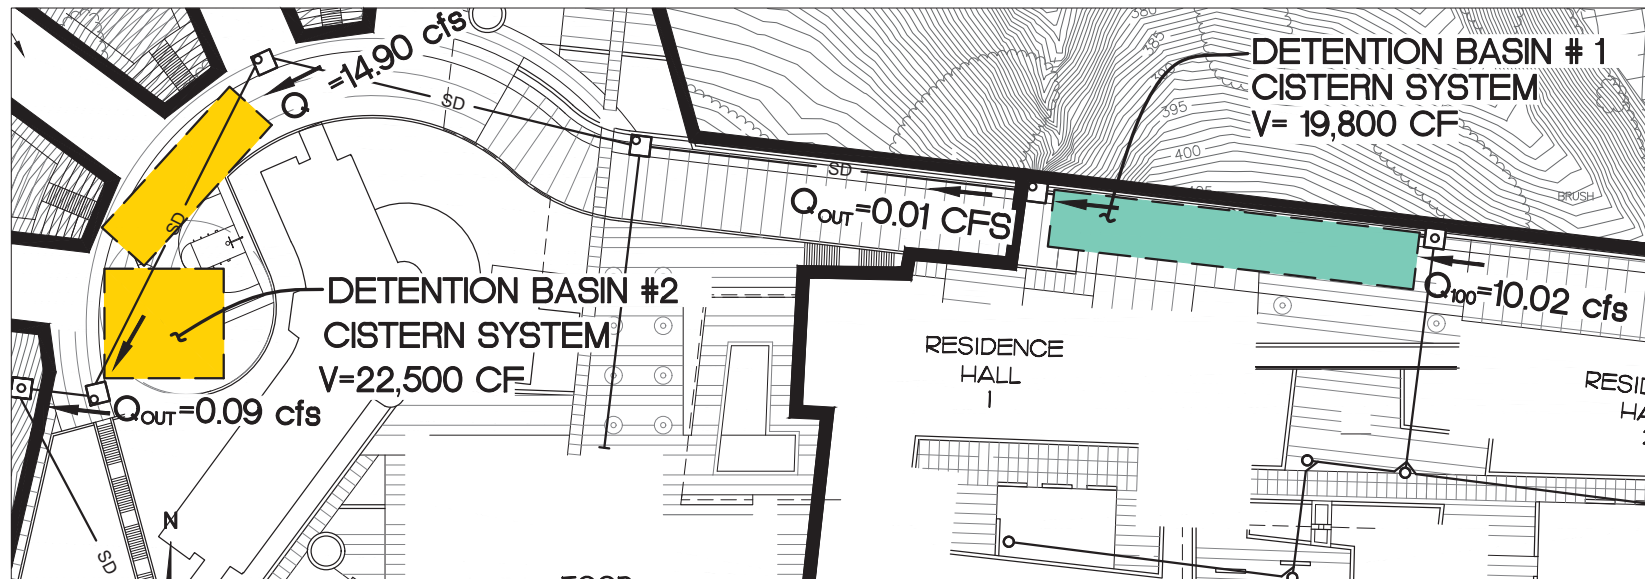 380
385
390
395
400
405
DETENTION BASIN # 1
CISTERN SYSTEM
V= 19,800 CF
BRUSH
Q =14.90 cfs
SD
SD
SD
QOUT=0.01 CFS
Q100=10.02 cfs
DETENTION BASIN #2
CISTERN SYSTEM
V=22,500 CF
QOUT=0.09 cfs
RESIDENCE
HALL
1
N
SD